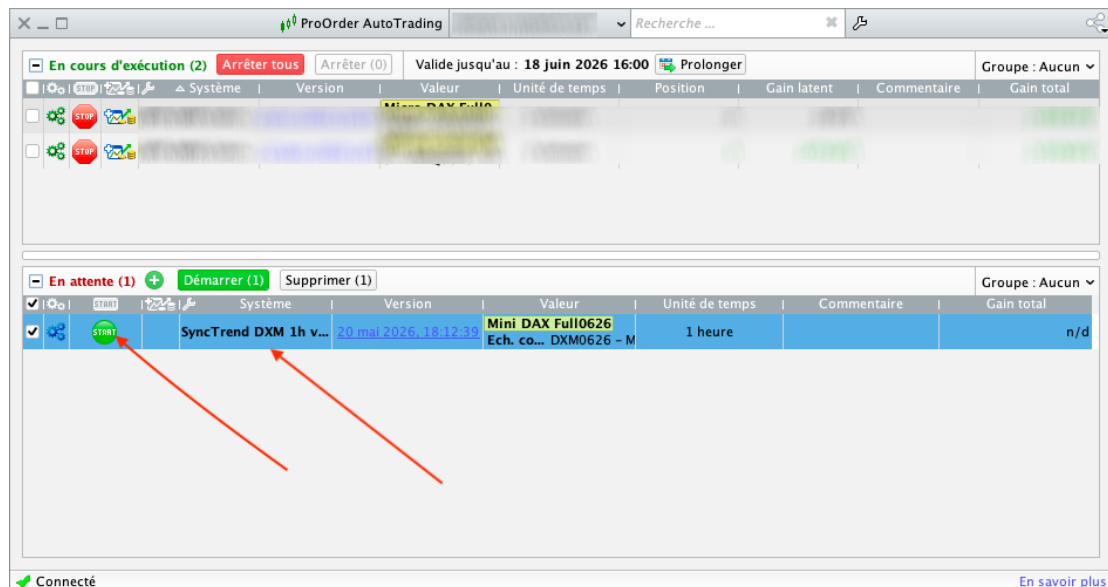 ProOrder AutoTrading
Recherche ...
En cours d'exécution (2) Arrêter tous Arrêter (0) Valide jusqu'au : 18 juin 2026 16:00 Prolonger Groupe : Aucun
STOP Système Version Valeur Unité de temps Position Gain latent Commentaire Gain total
STOP
STOP
En attente (1) Démarrer (1) Supprimer (1) Groupe : Aucun
START Système Version Valeur Unité de temps Commentaire Gain total
START SyncTrend DXM 1h v... 20 mai 2026, 18:12:39 Mini DAX Full0626 1 heure n/d
Ech. co... DXM0626 – M
Connecté En savoir plus